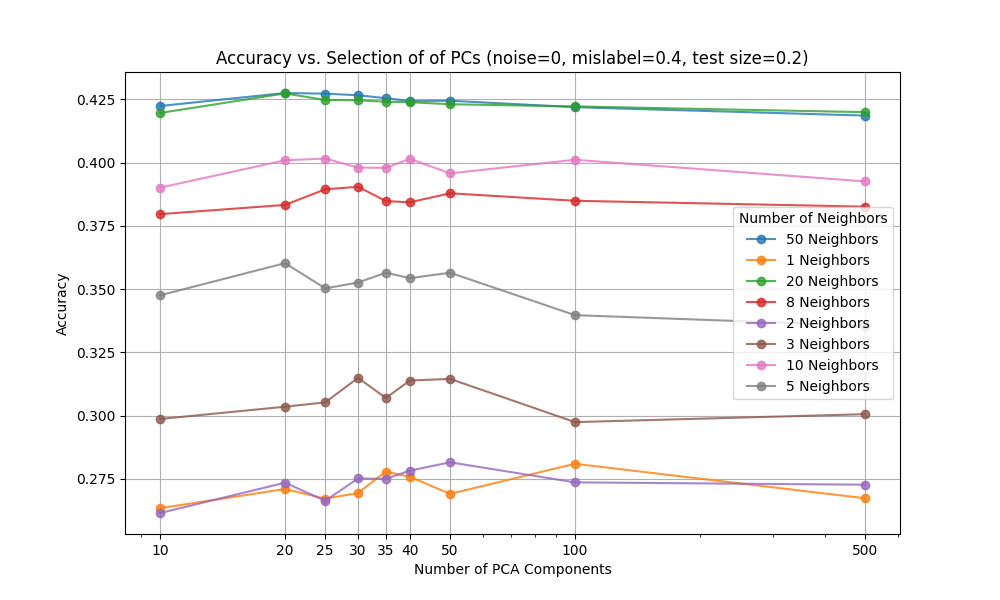 Accuracy vs. Selection of of PCs (noise=0, mislabel=0.4, test size=0.2)
Accuracy
0.425
0.400
0.375
0.350
0.325
0.300
0.275
Number of Neighbors
50 Neighbors
1 Neighbors
20 Neighbors
8 Neighbors
2 Neighbors
3 Neighbors
10 Neighbors
5 Neighbors
10 20 25 30 35 40 50 100 500
Number of PCA Components